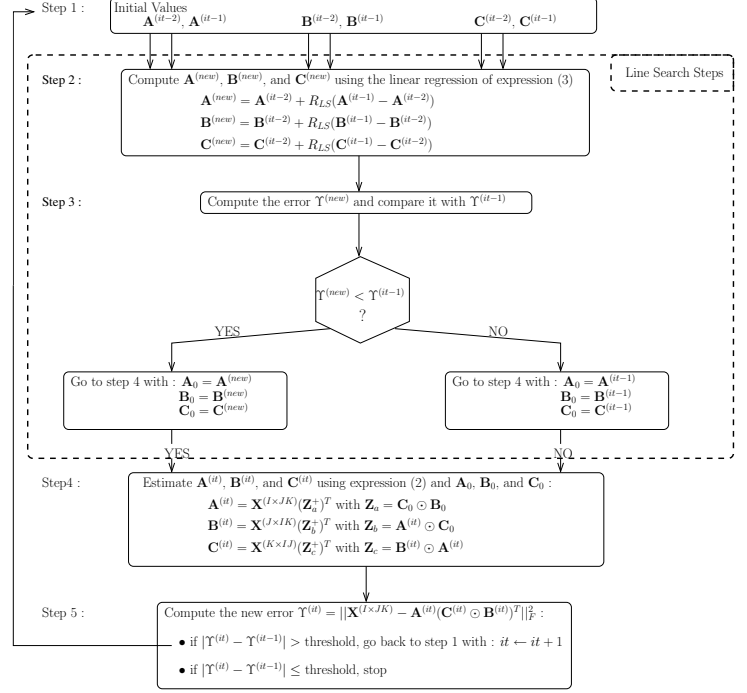 Step 1 : Initial Values
A^(it−2), A^(it−1) B^(it−2), B^(it−1) C^(it−2), C^(it−1)
Line Search Steps
Step 2 Compute A^(new), B^(new), and C^(new) using the linear regression of expression (3)
A^(new) = A^(it−2) + R_LS(A^(it−1) − A^(it−2))
B^(new) = B^(it−2) + R_LS(B^(it−1) − B^(it−2))
C^(new) = C^(it−2) + R_LS(C^(it−1) − C^(it−2))
Step 3 : Compute the error ϒ^(new) and compare it with ϒ^(it−1)
ϒ^(new) < ϒ^(it−1)
?
YES NO
Go to step 4 with : A_0 = A^(new)
B_0 = B^(new)
C_0 = C^(new)
Go to step 4 with : A_0 = A^(it−1)
B_0 = B^(it−1)
C_0 = C^(it−1)
YES NO
Step4 : Estimate A^(it), B^(it), and C^(it) using expression (2) and A_0, B_0, and C_0 :
A^(it) = X^(I×JK)(Z_a^+)^T with Z_a = C_0 ⊙ B_0
B^(it) = X^(J×IK)(Z_b^+)^T with Z_b = A^(it) ⊙ C_0
C^(it) = X^(K×IJ)(Z_c^+)^T with Z_c = B^(it) ⊙ A^(it)
Step 5 : Compute the new error ϒ^(it) = ||X^(I×JK) − A^(it)(C^(it) ⊙ B^(it))^T||_F^2 :
• if |ϒ^(it) − ϒ^(it−1)| > threshold, go back to step 1 with : it ← it + 1
• if |ϒ^(it) − ϒ^(it−1)| ≤ threshold, stop